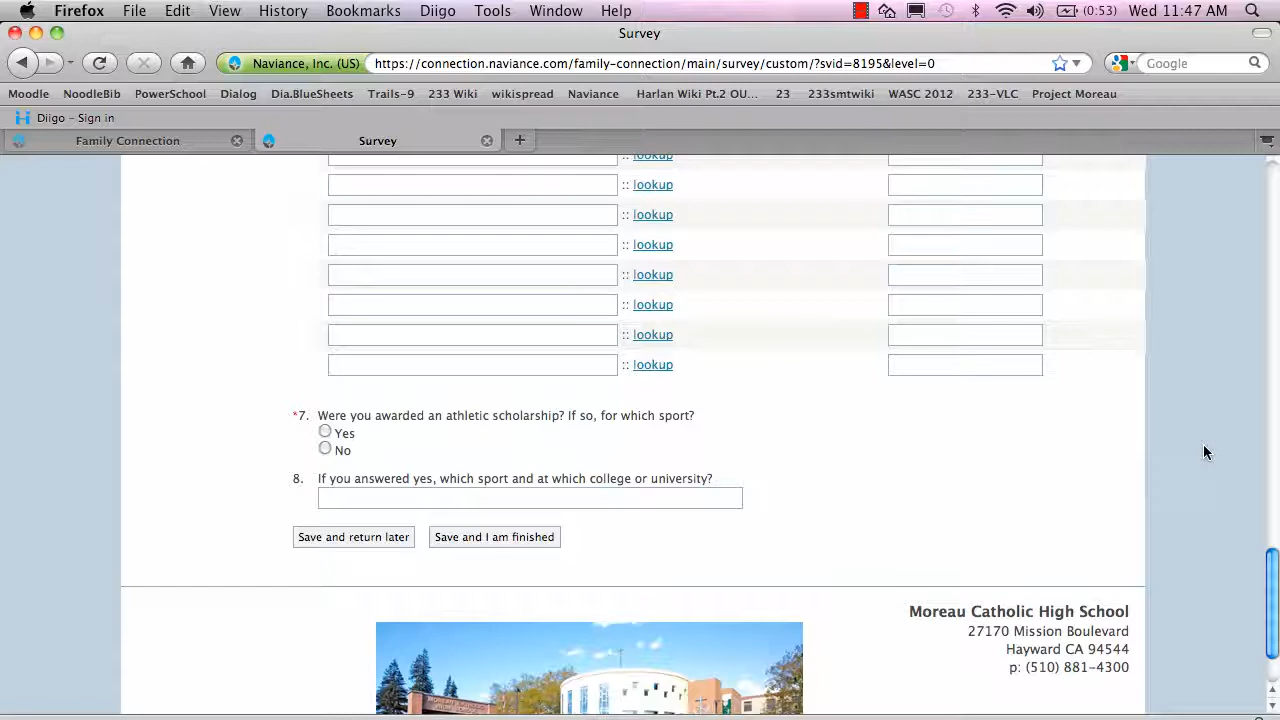 Firefox File Edit View History Bookmarks Diigo Tools Window Help (0:53) Wed 11:47 AM
Survey
Naviance, Inc. (US) https://connection.naviance.com/family-connection/main/survey/custom/?svid=8195&level=0 Google
Moodle NoodleBib PowerSchool Dialog Dia.BlueSheets Trails-9 233 Wiki wikispread Naviance Harlan Wiki Pt.2 OU... 23 233smtwiki WASC 2012 233-VLC Project Moreau
Diigo - Sign in
Family Connection Survey
:: lookup
:: lookup
:: lookup
:: lookup
:: lookup
:: lookup
:: lookup
:: lookup
*7. Were you awarded an athletic scholarship? If so, for which sport?
Yes
No
8. If you answered yes, which sport and at which college or university?
Save and return later Save and I am finished
Moreau Catholic High School
27170 Mission Boulevard
Hayward CA 94544
p: (510) 881-4300